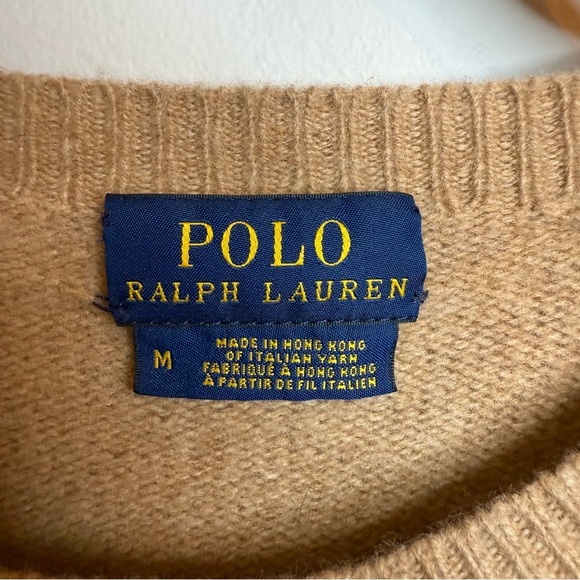 POLO
RALPH LAUREN
M
MADE IN HONG KONG
OF ITALIAN YARN
FABRIQUÉ À HONG KONG
À PARTIR DE FIL ITALIEN